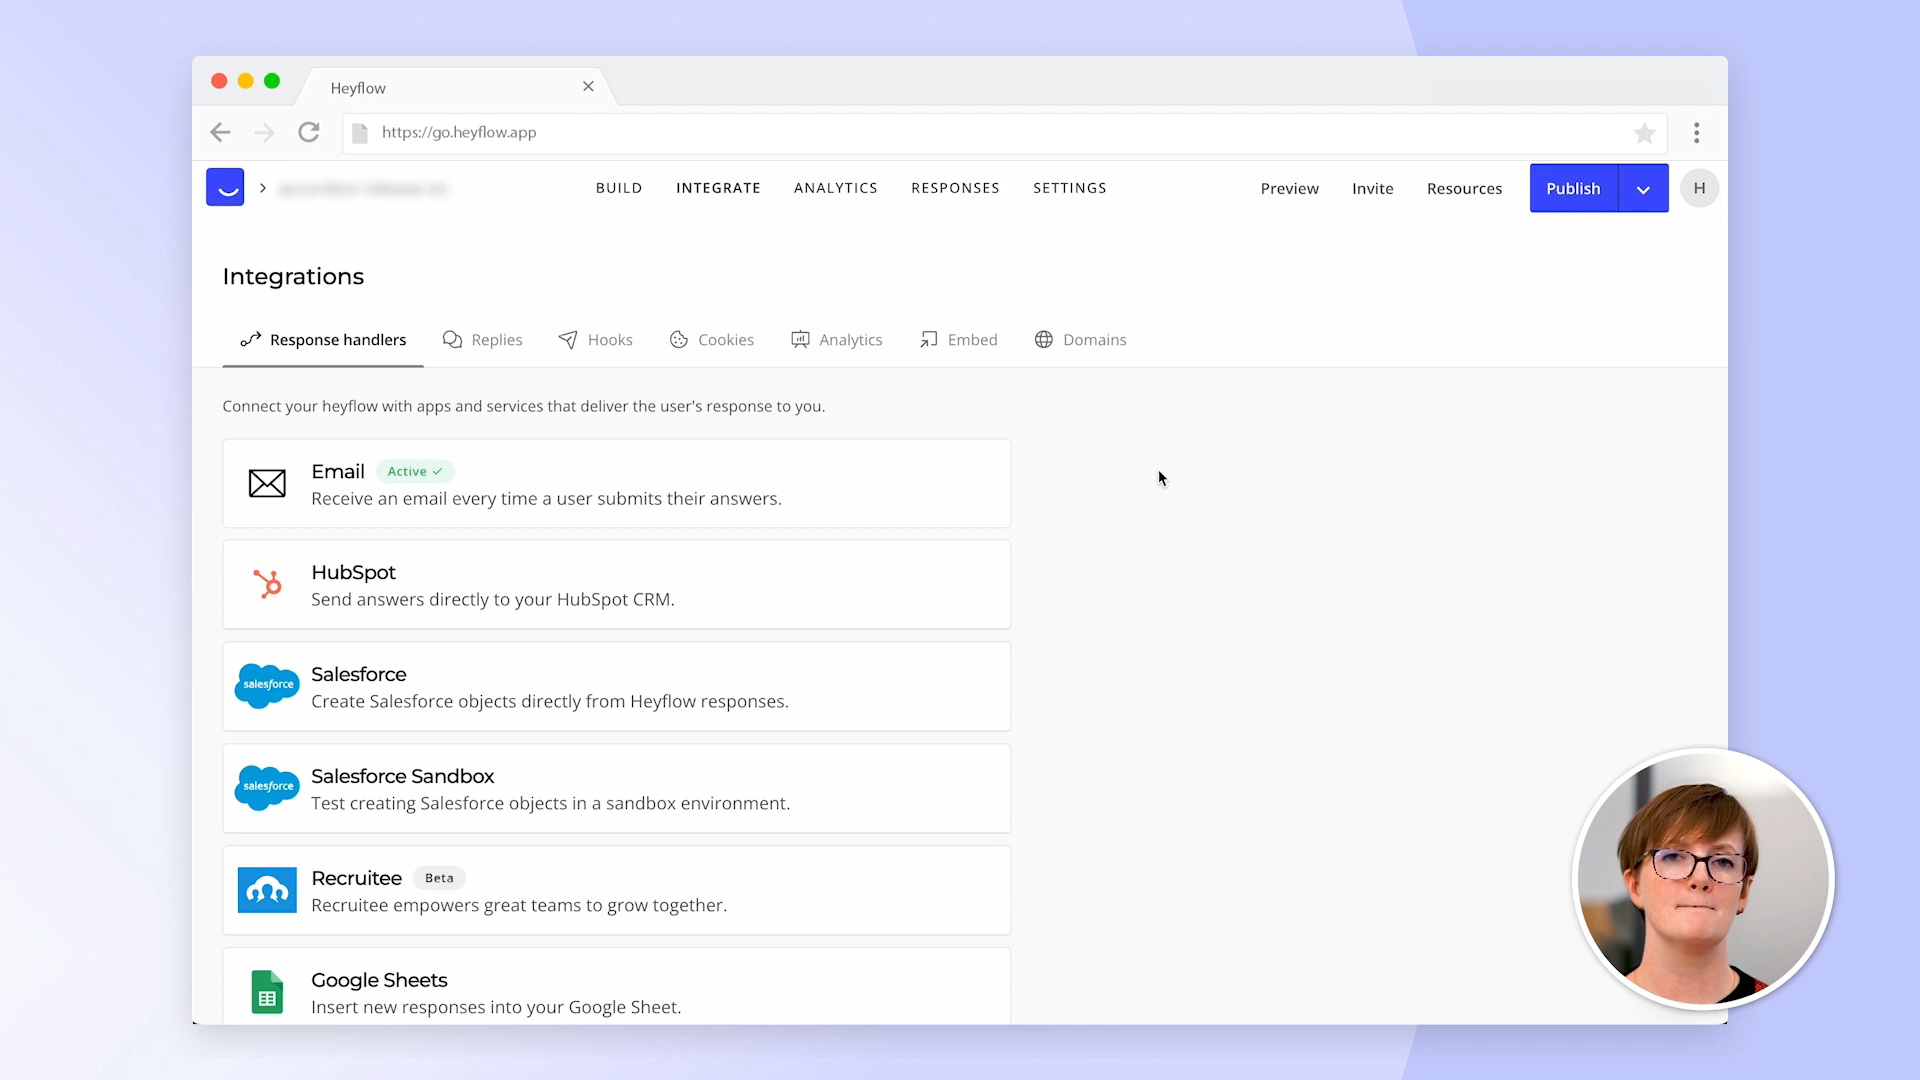 Heyflow
https://go.heyflow.app
BUILD INTEGRATE ANALYTICS RESPONSES SETTINGS Preview Invite Resources Publish H
Integrations
Response handlers Replies Hooks Cookies Analytics Embed Domains
Connect your heyflow with apps and services that deliver the user's response to you.
Email Active
Receive an email every time a user submits their answers.
HubSpot
Send answers directly to your HubSpot CRM.
salesforce
Salesforce
Create Salesforce objects directly from Heyflow responses.
salesforce
Salesforce Sandbox
Test creating Salesforce objects in a sandbox environment.
Recruitee Beta
Recruitee empowers great teams to grow together.
Google Sheets
Insert new responses into your Google Sheet.